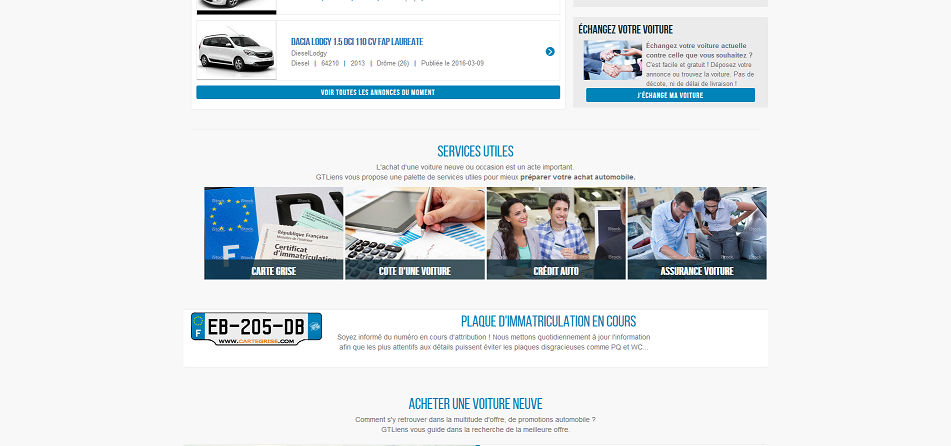 DACIA LODGY 1.5 DCI 110 CV FAP LAUREATE
DieselLodgy
Diesel | 64210 | 2013 | Drôme (26) | Publiée le 2016-03-09
VOIR TOUTES LES ANNONCES DU MOMENT
ÉCHANGEZ VOTRE VOITURE
Échangez votre voiture actuelle
contre celle que vous souhaitez ?
C'est facile et gratuit ! Déposez votre
annonce ou trouvez la voiture. Pas de
décote, ni de délai de livraison !
J'ÉCHANGE MA VOITURE
SERVICES UTILES
L'achat d'une voiture neuve ou occasion est un acte important.
GTLiens vous propose une palette de services utiles pour mieux préparer votre achat automobile.
iStock iStock iStock iStock
République Française
Certificat
d'immatriculation
F
iStock iStock iStock iStock
CARTE GRISE
COTE D'UNE VOITURE
CRÉDIT AUTO
ASSURANCE VOITURE
F EB-205-DB
WWW.CARTEGRISE.COM
PLAQUE D'IMMATRICULATION EN COURS
Soyez informé du numéro en cours d'attribution ! Nous mettons quotidiennement à jour l'information
afin que les plus attentifs aux détails puissent éviter les plaques disgracieuses comme PQ et WC...
ACHETER UNE VOITURE NEUVE
Comment s'y retrouver dans la multitude d'offre, de promotions automobile ?
GTLiens vous guide dans la recherche de la meilleure offre.